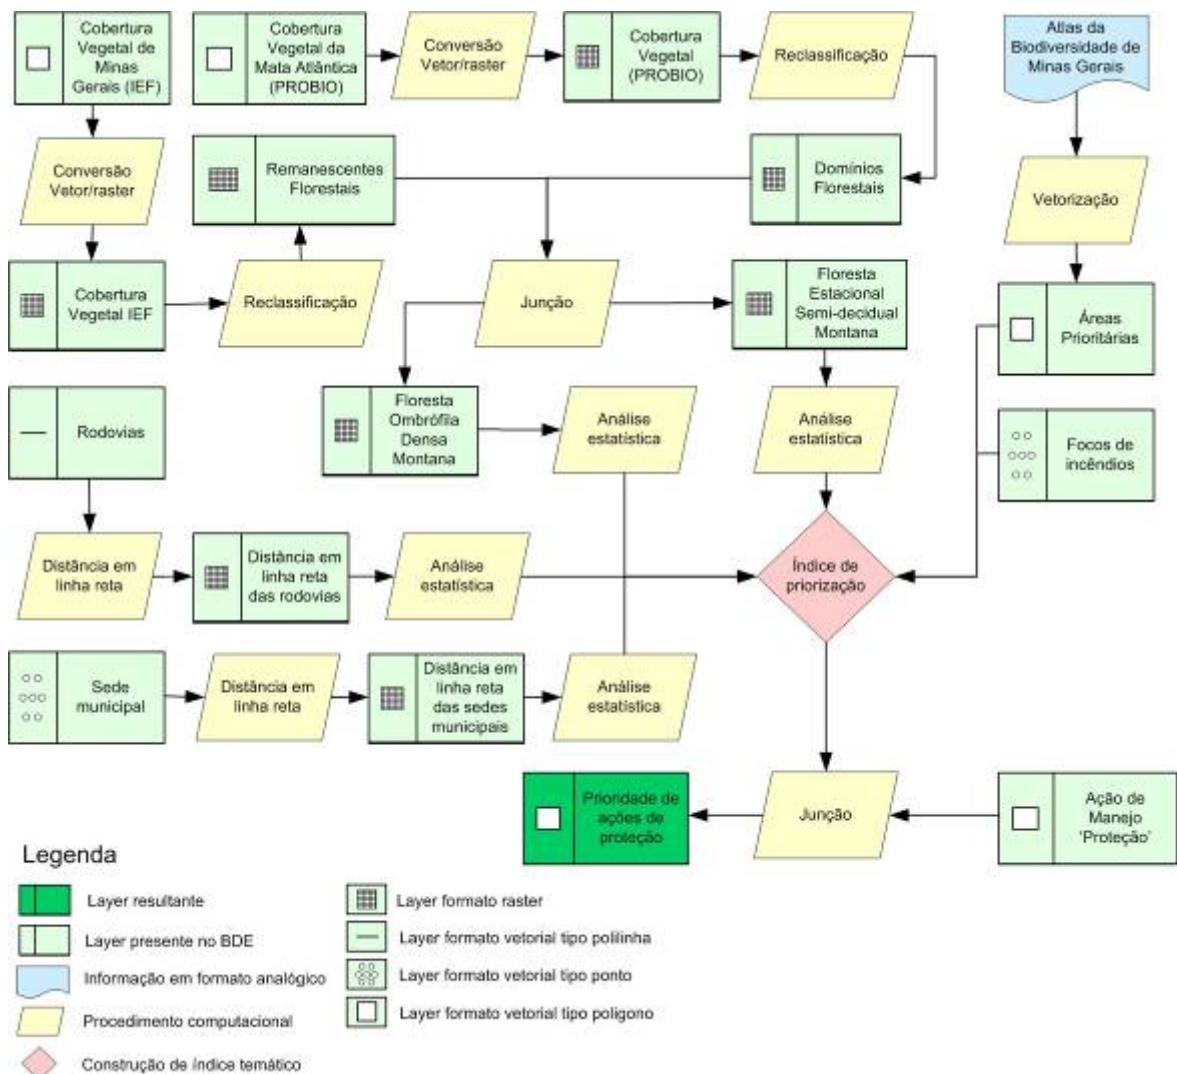 Cobertura
Vegetal de
Minas
Gerais (IEF)
Cobertura
Vegetal da
Mata Atlântica
(PROBIO)
Conversão
Vetor/raster
Cobertura
Vegetal
(PROBIO)
Reclassificação
Atlas da
Biodiversidade de
Minas Gerais
Conversão
Vetor/raster
Remanescentes
Florestais
Domínios
Florestais
Vetorização
Cobertura
Vegetal IEF
Reclassificação
Junção
Floresta
Estacional
Semi-decidual
Montana
Áreas
Prioritárias
Rodovias
Floresta
Ombrófila
Densa
Montana
Análise
estatística
Análise
estatística
Focos de
incêndios
Distância em
linha reta
Distância em
linha reta
das rodovias
Análise
estatística
Índice de
priorização
Sede
municipal
Distância em
linha reta
Distância em
linha reta
das sedes
municipais
Análise
estatística
Prioridade de
ações de
proteção
Junção
Ação de
Manejo
'Proteção'
Legenda
Layer resultante
Layer presente no BDE
Informação em formato analógico
Procedimento computacional
Construção de índice temático
Layer formato raster
Layer formato vetorial tipo polilinha
Layer formato vetorial tipo ponto
Layer formato vetorial tipo poligono